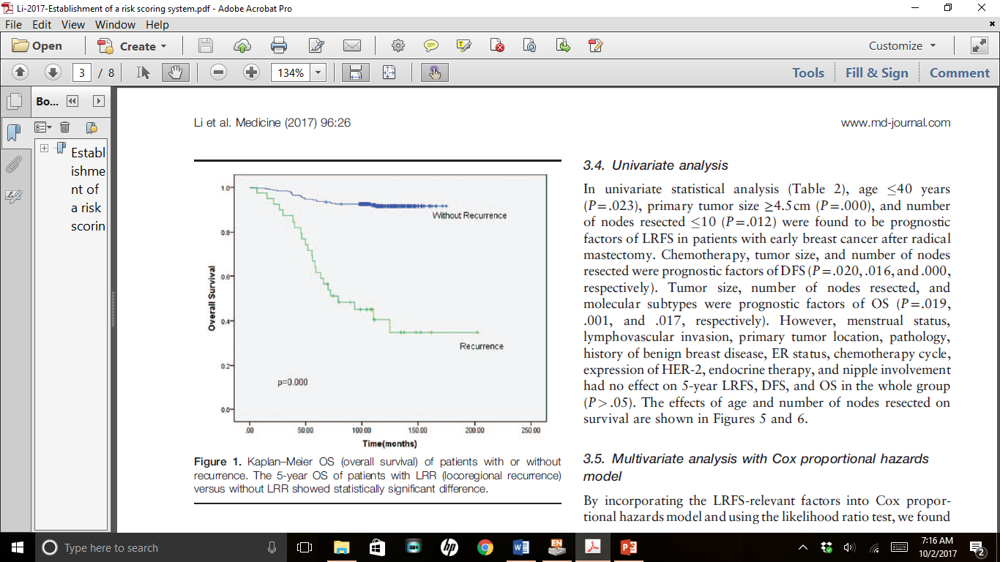 Li-2017-Establishment of a risk scoring system.pdf - Adobe Acrobat Pro
File Edit View Window Help
Open Create Customize
3 / 8 134% Tools Fill & Sign Comment
Bo...
Establ
ishme
nt of
a risk
scorin
Li et al. Medicine (2017) 96:26 www.md-journal.com
1.0
0.8
0.6
0.4
0.2
0.0
Overall Survival
Without Recurrence
Recurrence
p=0.000
.00 50.00 100.00 150.00 200.00 250.00
Time(months)
Figure 1. Kaplan–Meier OS (overall survival) of patients with or without
recurrence. The 5-year OS of patients with LRR (locoregional recurrence)
versus without LRR showed statistically significant difference.
3.4. Univariate analysis
In univariate statistical analysis (Table 2), age ≤40 years
(P=.023), primary tumor size ≥4.5 cm (P=.000), and number
of nodes resected ≤10 (P=.012) were found to be prognostic
factors of LRFS in patients with early breast cancer after radical
mastectomy. Chemotherapy, tumor size, and number of nodes
resected were prognostic factors of DFS (P=.020, .016, and .000,
respectively). Tumor size, number of nodes resected, and
molecular subtypes were prognostic factors of OS (P=.019,
.001, and .017, respectively). However, menstrual status,
lymphovascular invasion, primary tumor location, pathology,
history of benign breast disease, ER status, chemotherapy cycle,
expression of HER-2, endocrine therapy, and nipple involvement
had no effect on 5-year LRFS, DFS, and OS in the whole group
(P>.05). The effects of age and number of nodes resected on
survival are shown in Figures 5 and 6.
3.5. Multivariate analysis with Cox proportional hazards
model
By incorporating the LRFS-relevant factors into Cox propor-
tional hazards model and using the likelihood ratio test, we found
Type here to search
EN
7:16 AM
10/2/2017
2